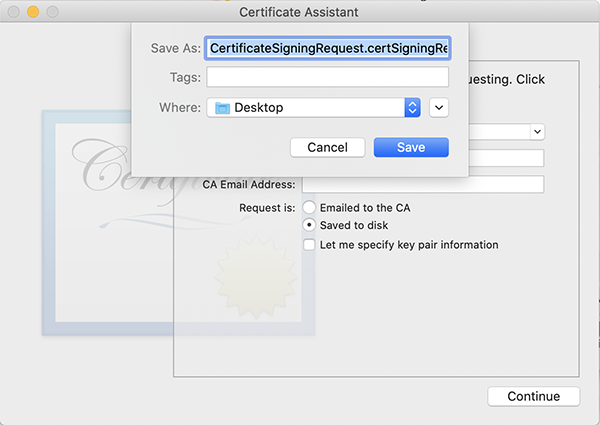 Certificate Assistant
Save As: CertificateSigningRequest.certSigningRe
Tags:
Where: Desktop
Cancel Save
uesting. Click
CA Email Address:
Request is: Emailed to the CA
Saved to disk
Let me specify key pair information
Continue